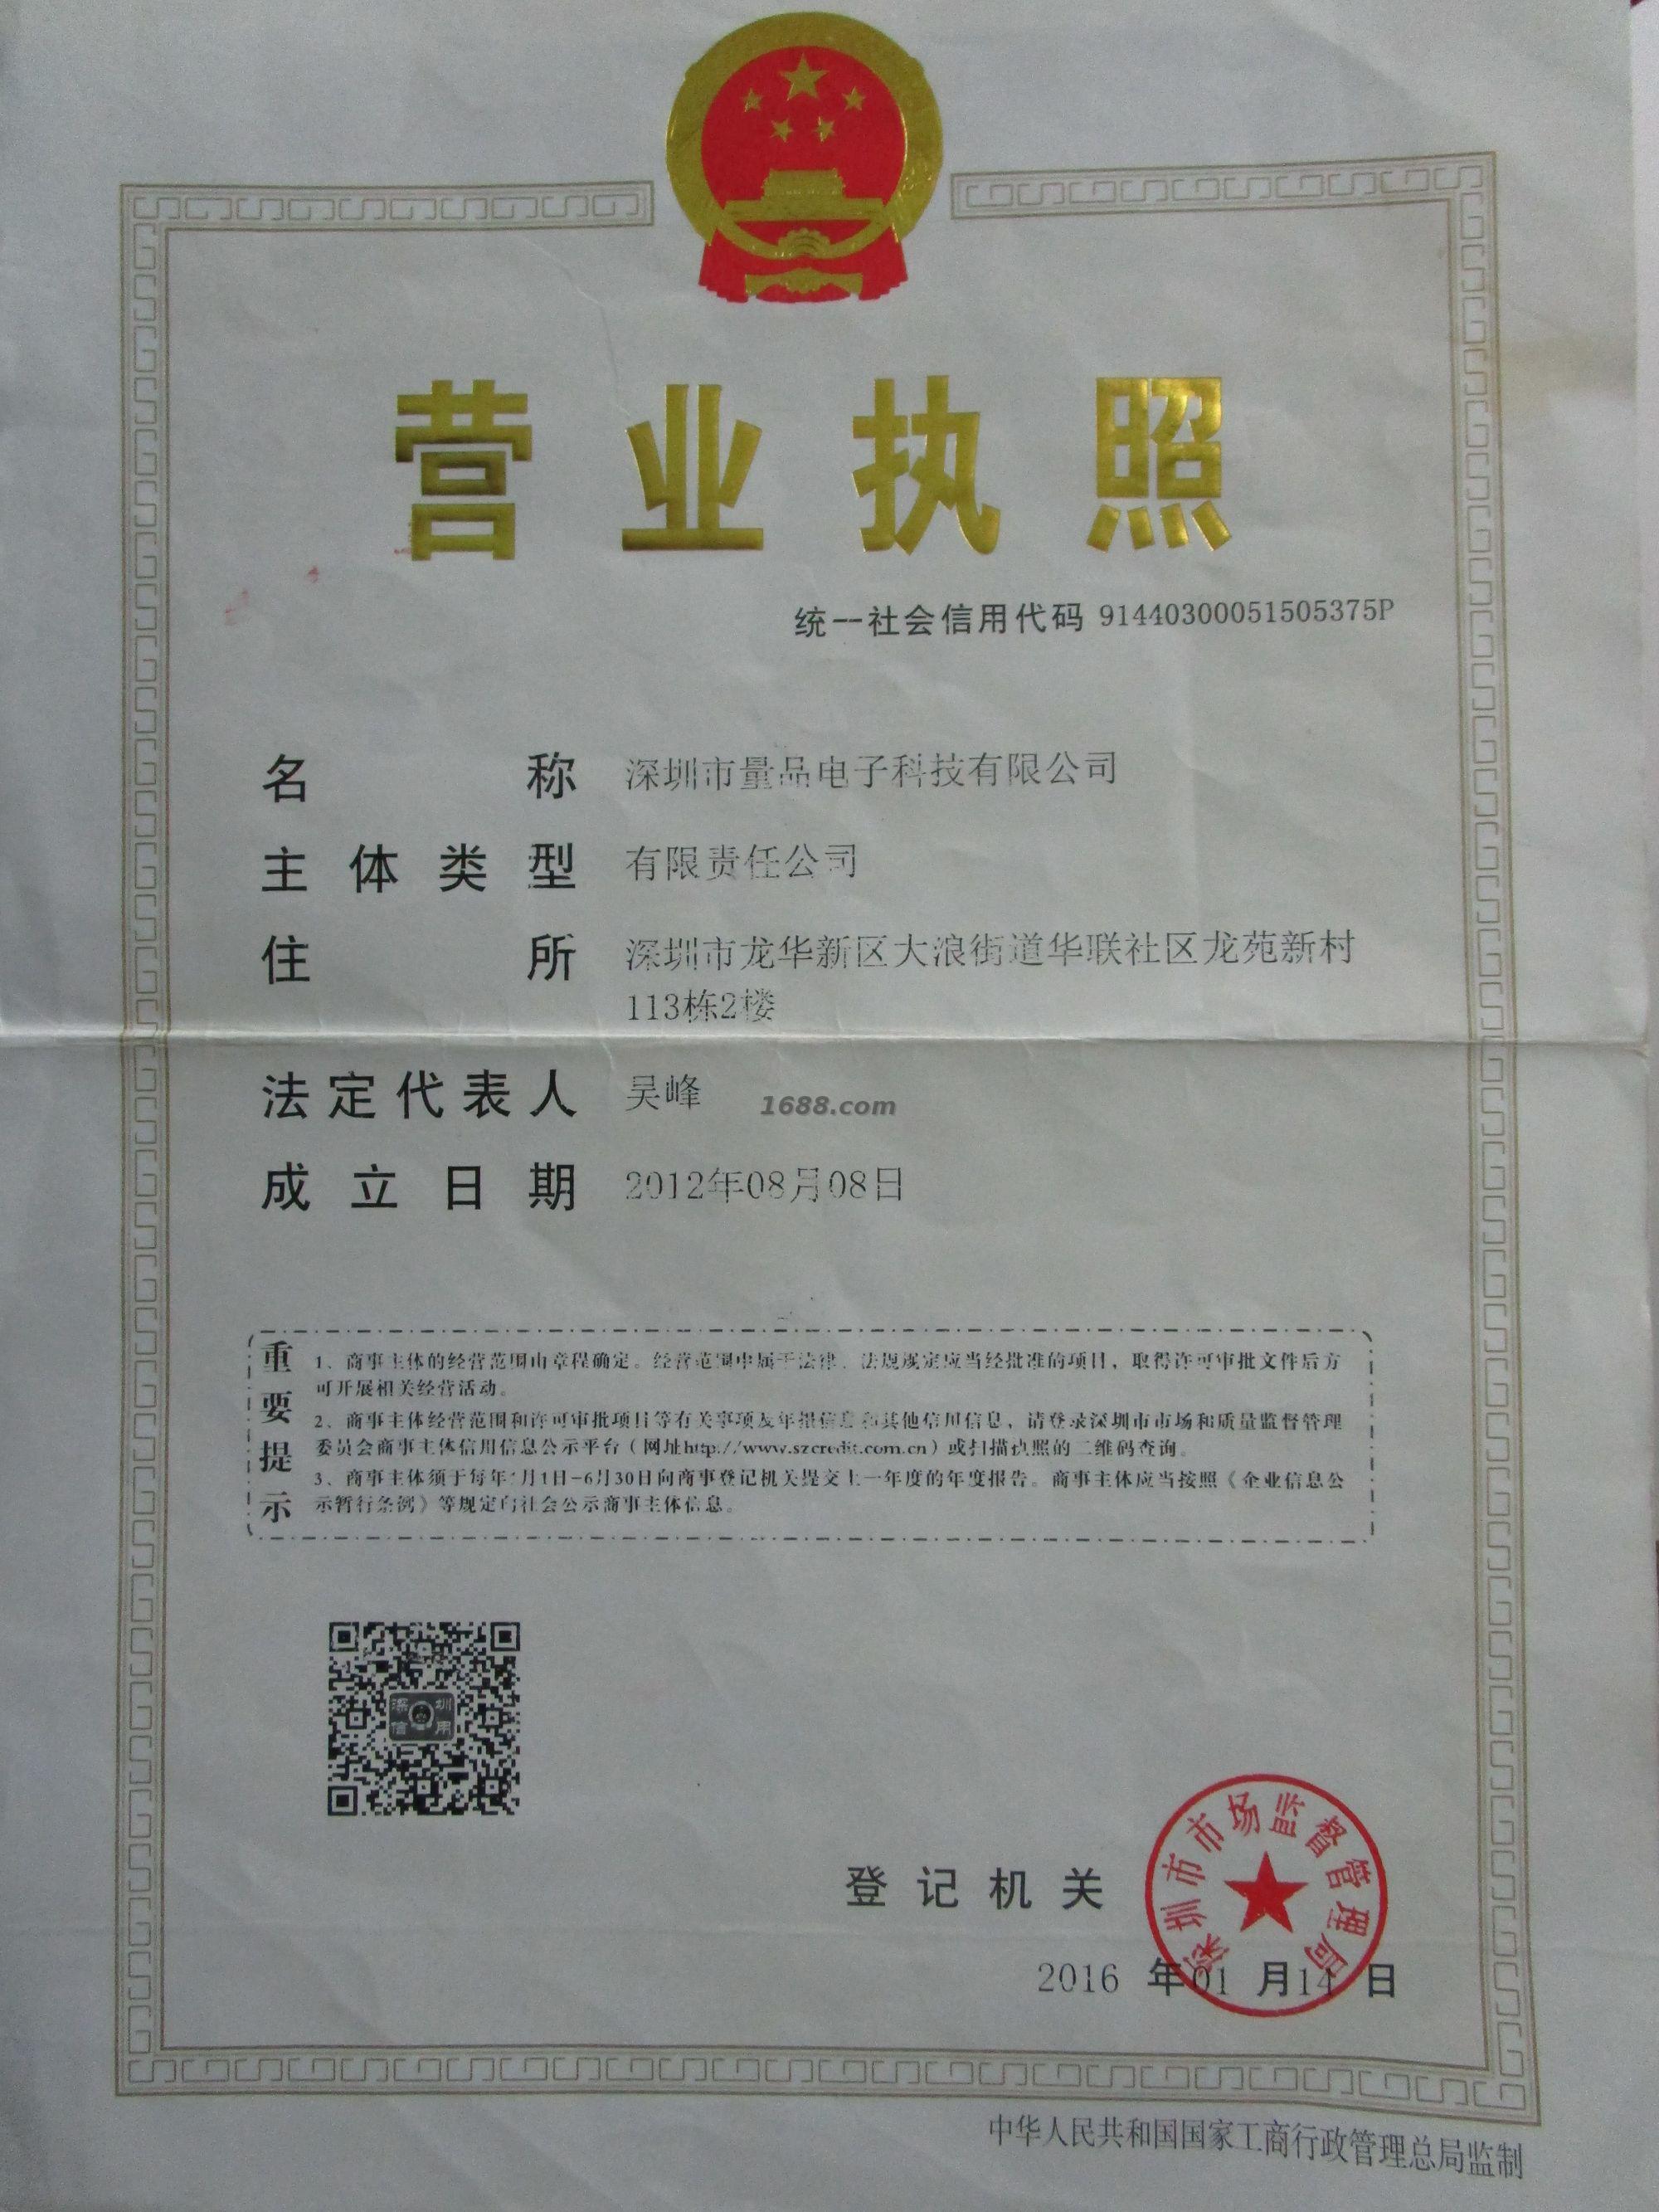 营业执照
统一社会信用代码 91440300051505375P
名称 深圳市量品电子科技有限公司
主体类型 有限责任公司
住所 深圳市龙华新区大浪街道华联社区龙苑新村
113栋2楼
法定代表人 吴峰
1688.com
成立日期 2012年08月08日
重要提示
1、商事主体的经营范围由章程确定。经营范围中属于法律、法规规定应当经批准的项目，取得许可审批文件后方
可开展相关经营活动。
2、商事主体经营范围和许可审批项目等有关事项及年报信息和其他信用信息，请登录深圳市市场和质量监督管理
委员会商事主体信用信息公示平台（网址http://www.szcredit.com.cn）或扫描执照的二维码查询。
3、商事主体须于每年1月1日-6月30日向商事登记机关提交上一年度的年度报告。商事主体应当按照《企业信息公
示暂行条例》等规定向社会公示商事主体信息。
深圳
信用
深圳市市场监督管理局
登记机关
2016 年01 月14 日
中华人民共和国国家工商行政管理总局监制